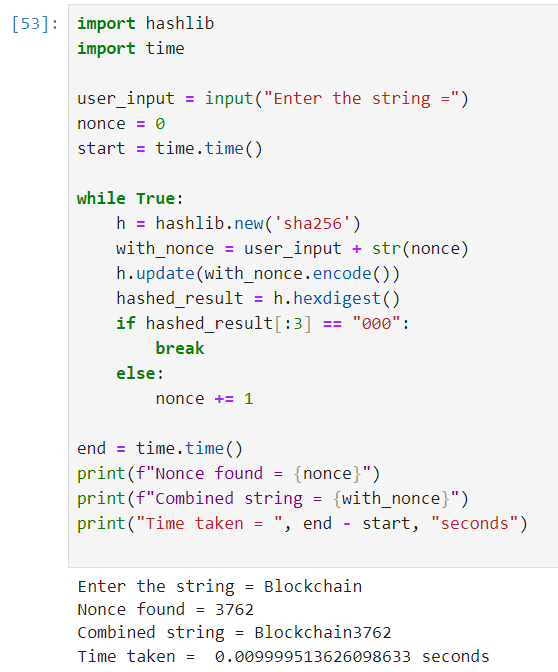 [53]: import hashlib
import time

user_input = input("Enter the string =")
nonce = 0
start = time.time()

while True:
    h = hashlib.new('sha256')
    with_nonce = user_input + str(nonce)
    h.update(with_nonce.encode())
    hashed_result = h.hexdigest()
    if hashed_result[:3] == "000":
        break
    else:
        nonce += 1

end = time.time()
print(f"Nonce found = {nonce}")
print(f"Combined string = {with_nonce}")
print("Time taken = ", end - start, "seconds")

Enter the string = Blockchain
Nonce found = 3762
Combined string = Blockchain3762
Time taken =  0.009999513626098633 seconds